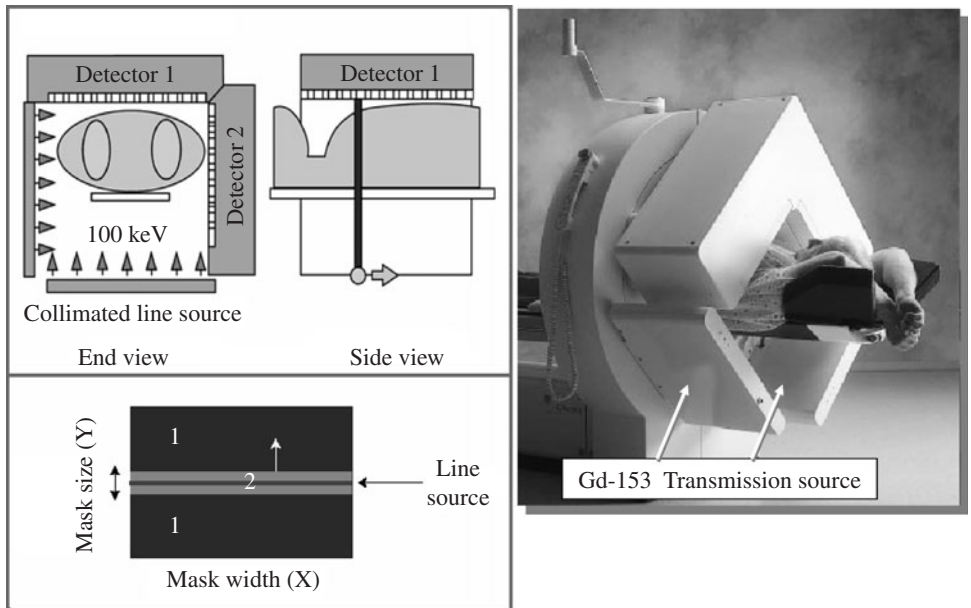 Detector 1
Detector 2
100 keV
Collimated line source
End view
Detector 1
Side view
Mask size (Y)
1
2
1
Line
source
Mask width (X)
Gd-153 Transmission source